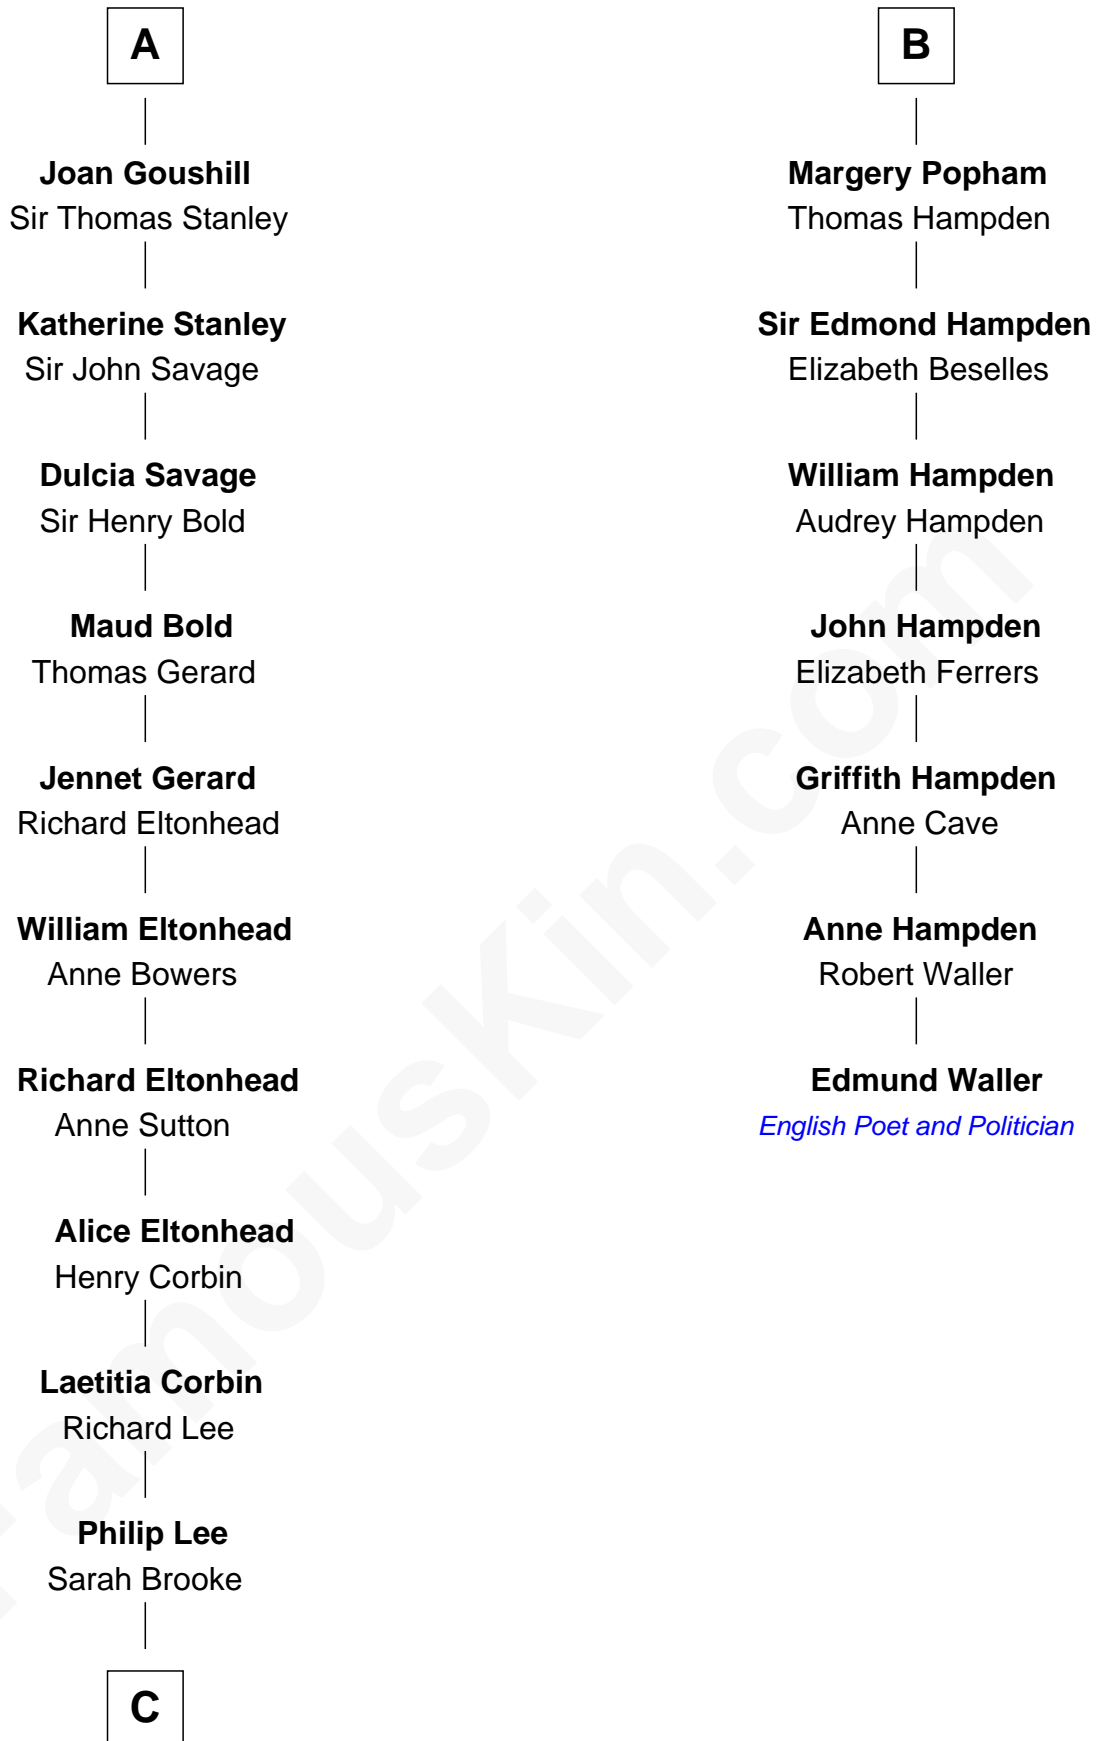 A
Joan Goushill
Sir Thomas Stanley
Katherine Stanley
Sir John Savage
Dulcia Savage
Sir Henry Bold
Maud Bold
Thomas Gerard
Jennet Gerard
Richard Eltonhead
William Eltonhead
Anne Bowers
Richard Eltonhead
Anne Sutton
Alice Eltonhead
Henry Corbin
Laetitia Corbin
Richard Lee
Philip Lee
Sarah Brooke
C
B
Margery Popham
Thomas Hampden
Sir Edmond Hampden
Elizabeth Beselles
William Hampden
Audrey Hampden
John Hampden
Elizabeth Ferrers
Griffith Hampden
Anne Cave
Anne Hampden
Robert Waller
Edmund Waller
English Poet and Politician
FamousKin.com